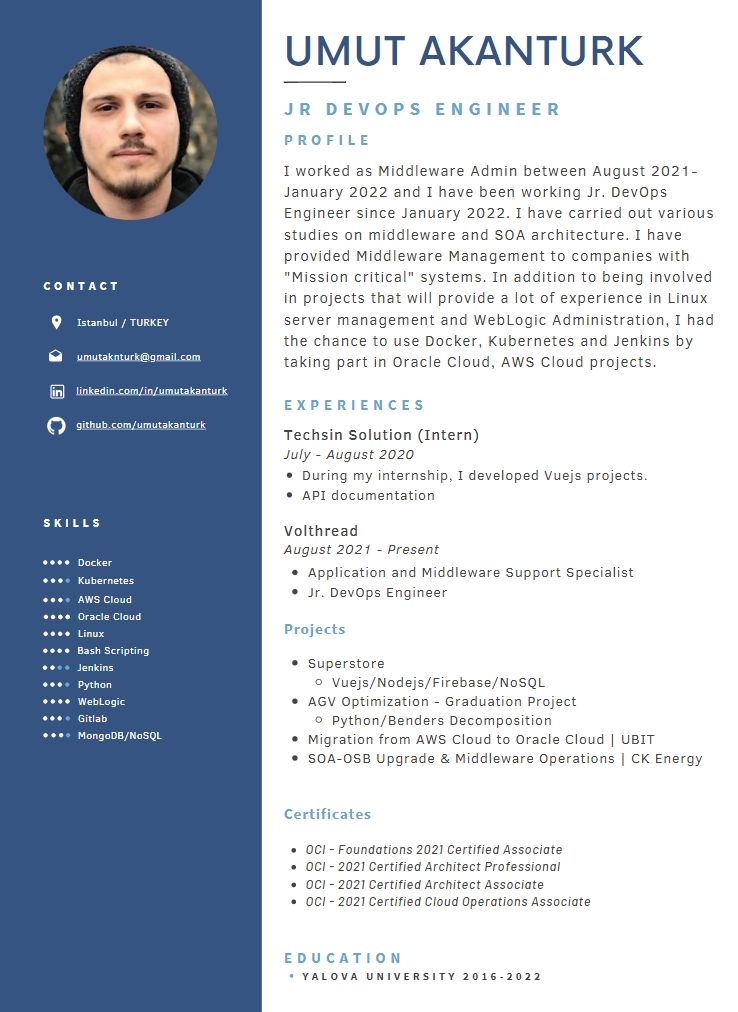 UMUT AKANTURK
JR DEVOPS ENGINEER
PROFILE
I worked as Middleware Admin between August 2021-
January 2022 and I have been working Jr. DevOps
Engineer since January 2022. I have carried out various
studies on middleware and SOA architecture. I have
provided Middleware Management to companies with
"Mission critical" systems. In addition to being involved
in projects that will provide a lot of experience in Linux
server management and WebLogic Administration, I had
the chance to use Docker, Kubernetes and Jenkins by
taking part in Oracle Cloud, AWS Cloud projects.
CONTACT
Istanbul / TURKEY
umutaknturk@gmail.com
linkedin.com/in/umutakanturk
github.com/umutakanturk
SKILLS
Docker
Kubernetes
AWS Cloud
Oracle Cloud
Linux
Bash Scripting
Jenkins
Python
WebLogic
Gitlab
MongoDB/NoSQL
EXPERIENCES
Techsin Solution (Intern)
July - August 2020
• During my internship, I developed Vuejs projects.
• API documentation
Volthread
August 2021 - Present
• Application and Middleware Support Specialist
• Jr. DevOps Engineer
Projects
• Superstore
○ Vuejs/Nodejs/Firebase/NoSQL
• AGV Optimization - Graduation Project
○ Python/Benders Decomposition
• Migration from AWS Cloud to Oracle Cloud | UBIT
• SOA-OSB Upgrade & Middleware Operations | CK Energy
Certificates
• OCI - Foundations 2021 Certified Associate
• OCI - 2021 Certified Architect Professional
• OCI - 2021 Certified Architect Associate
• OCI - 2021 Certified Cloud Operations Associate
EDUCATION
• YALOVA UNIVERSITY 2016-2022